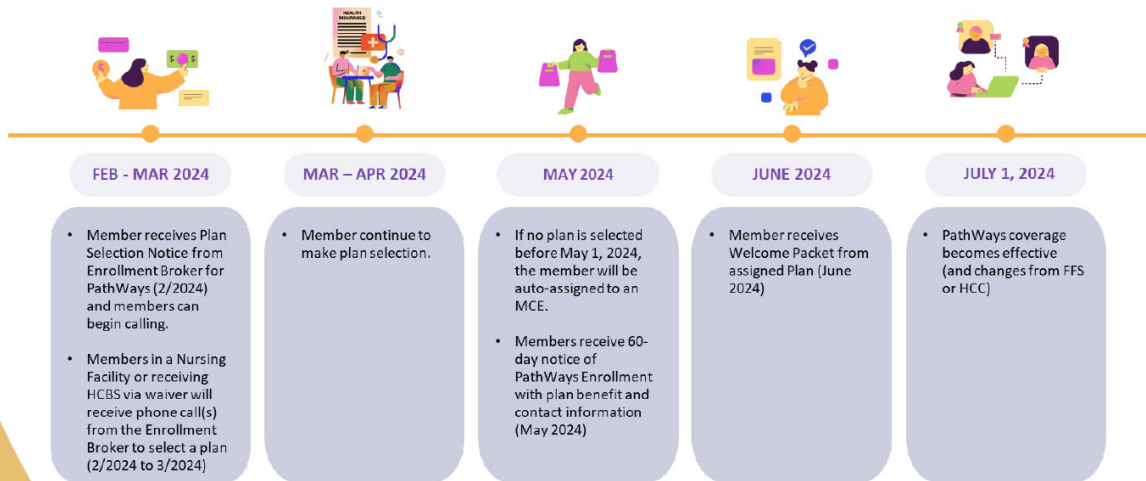 HEALTH
INSURANCE
$ $
FEB - MAR 2024
• Member receives Plan
Selection Notice from
Enrollment Broker for
PathWays (2/2024)
and members can
begin calling.
• Members in a Nursing
Facility or receiving
HCBS via waiver will
receive phone call(s)
from the Enrollment
Broker to select a plan
(2/2024 to 3/2024)
MAR – APR 2024
• Member continue to
make plan selection.
MAY 2024
• If no plan is selected
before May 1, 2024,
the member will be
auto-assigned to an
MCE.
• Members receive 60-
day notice of
PathWays Enrollment
with plan benefit and
contact information
(May 2024)
JUNE 2024
• Member receives
Welcome Packet from
assigned Plan (June
2024)
JULY 1, 2024
• PathWays coverage
becomes effective
(and changes from FFS
or HCC)